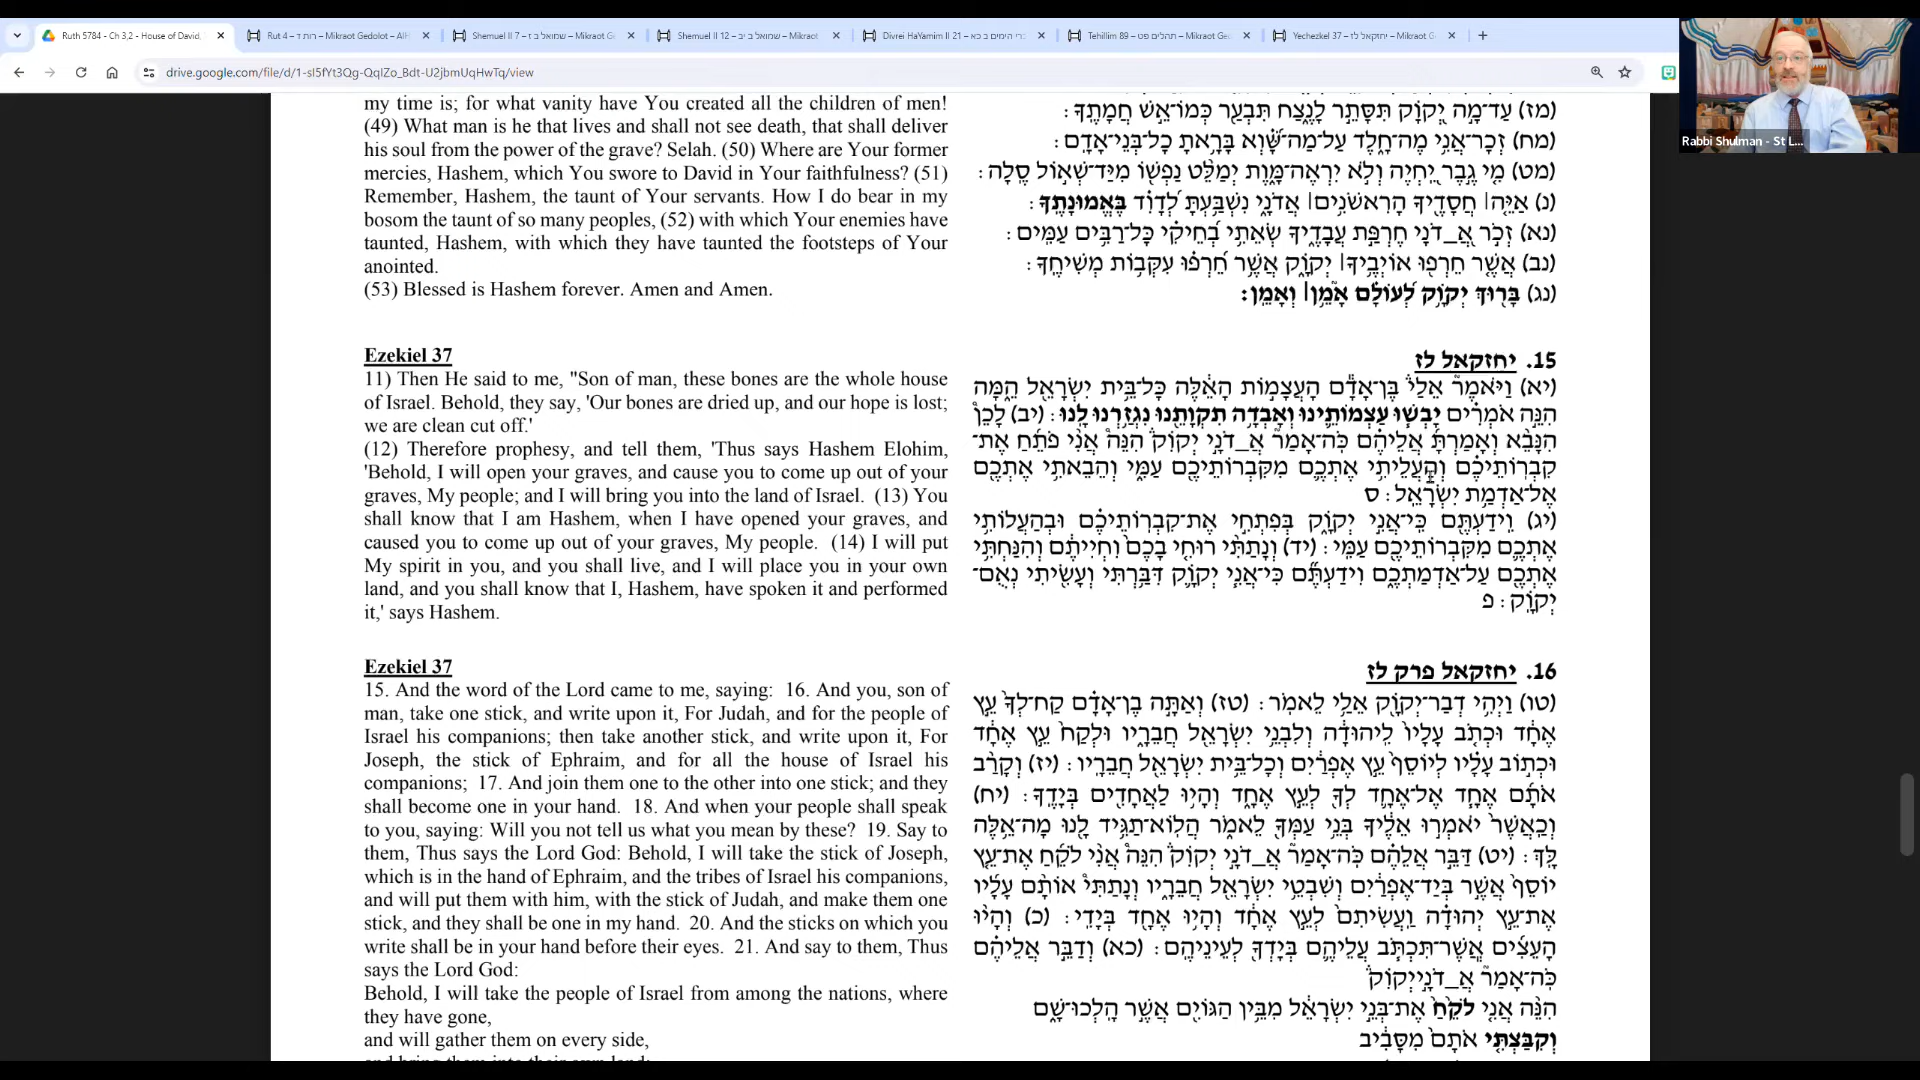 Ruth 5784 - Ch 3,2 - House of David,
Rut 4 – רות ד – Mikraot Gedolot – AlH
Shemuel II 7 – שמואל ב ז – Mikraot G
Shemuel II 12 – שמואל ב יב – Mikraot
Divrei HaYamim II 21 – דברי הימים ב כא
Tehillim 89 – תהלים פט – Mikraot Ge
Yechezkel 37 – יחזקאל לז – Mikraot G
drive.google.com/file/d/1-sI5fYt3Qg-QqIZo_Bdt-U2jbmUqHwTq/view
Rabbi Shulman - St L...
my time is; for what vanity have You created all the children of men!
(49) What man is he that lives and shall not see death, that shall deliver
his soul from the power of the grave? Selah. (50) Where are Your former
mercies, Hashem, which You swore to David in Your faithfulness? (51)
Remember, Hashem, the taunt of Your servants. How I do bear in my
bosom the taunt of so many peoples, (52) with which Your enemies have
taunted, Hashem, with which they have taunted the footsteps of Your
anointed.
(53) Blessed is Hashem forever. Amen and Amen.
(מז) עַד־מָ֣ה יְ֭קֹוָק תִּסָּתֵ֣ר לָנֶ֑צַח תִּבְעַ֖ר כְּמוֹ־אֵ֣שׁ חֲמָתֶֽךָ:
(מח) זְכָר־אֲנִ֥י מֶה־חָ֑לֶד עַל־מַה־שָּׁ֝֗וְא בָּרָ֥אתָ כָל־בְּנֵי־אָדָֽם:
(מט) מִ֤י גֶ֣בֶר יִֽ֭חְיֶה וְלֹ֣א יִרְאֶה־מָּ֑וֶת יְמַלֵּ֨ט נַפְשׁ֖וֹ מִיַּד־שְׁא֣וֹל סֶֽלָה:
(נ) אַיֵּ֤ה׀ חֲסָדֶ֖יךָ הָרִאשֹׁנִ֥ים׀ אֲדֹנָ֑י נִשְׁבַּ֥עְתָּ לְ֝דָוִ֗ד בֶּאֱמוּנָתֶֽךָ:
(נא) זְכֹ֣ר אֲ֭_דֹנָי חֶרְפַּ֣ת עֲבָדֶ֑יךָ שְׂאֵתִ֥י בְ֝חֵיקִ֗י כָּל־רַבִּ֥ים עַמִּֽים:
(נב) אֲשֶׁ֤ר חֵרְפ֖וּ אוֹיְבֶ֥יךָ׀ יְקֹוָ֑ק אֲשֶׁ֥ר חֵ֝רְפ֗וּ עִקְּב֥וֹת מְשִׁיחֶֽךָ:
(נג) בָּר֖וּךְ יְקֹוָ֥ק לְ֝עוֹלָ֗ם אָ֘מֵ֥ן׀ וְאָמֵֽן:
Ezekiel 37
11) Then He said to me, "Son of man, these bones are the whole house
of Israel. Behold, they say, 'Our bones are dried up, and our hope is lost;
we are clean cut off.'
(12) Therefore prophesy, and tell them, 'Thus says Hashem Elohim,
'Behold, I will open your graves, and cause you to come up out of your
graves, My people; and I will bring you into the land of Israel. (13) You
shall know that I am Hashem, when I have opened your graves, and
caused you to come up out of your graves, My people. (14) I will put
My spirit in you, and you shall live, and I will place you in your own
land, and you shall know that I, Hashem, have spoken it and performed
it,' says Hashem.
15. יחזקאל לז
(יא) וַיֹּאמֶר֮ אֵלַי֒ בֶּן־אָדָ֕ם הָעֲצָמ֣וֹת הָאֵ֔לֶּה כָּל־בֵּ֥ית יִשְׂרָאֵ֖ל הֵ֑מָּה
הִנֵּ֣ה אֹמְרִ֗ים יָבְשׁ֧וּ עַצְמוֹתֵ֛ינוּ וְאָבְדָ֥ה תִקְוָתֵ֖נוּ נִגְזַ֥רְנוּ לָֽנוּ: (יב) לָכֵן֩
הִנָּבֵ֨א וְאָמַרְתָּ֜ אֲלֵיהֶ֗ם כֹּֽה־אָמַר֮ אֲ_דֹנָ֣י יְקֹוִק֒ הִנֵּה֩ אֲנִ֨י פֹתֵ֜חַ אֶת־
קִבְרֽוֹתֵיכֶ֗ם וְהַעֲלֵיתִ֥י אֶתְכֶ֛ם מִקִּבְרוֹתֵיכֶ֖ם עַמִּ֑י וְהֵבֵאתִ֥י אֶתְכֶ֖ם
אֶל־אַדְמַ֥ת יִשְׂרָאֵֽל: ס
(יג) וִֽידַעְתֶּ֖ם כִּֽי־אֲנִ֣י יְקֹוָ֑ק בְּפִתְחִ֣י אֶת־קִבְרֽוֹתֵיכֶ֗ם וּבְהַעֲלוֹתִ֥י
אֶתְכֶ֛ם מִקִּבְרוֹתֵיכֶ֖ם עַמִּֽי: (יד) וְנָתַתִּ֨י רוּחִ֤י בָכֶם֙ וִחְיִיתֶ֔ם וְהִנַּחְתִּ֥י
אֶתְכֶ֖ם עַל־אַדְמַתְכֶ֑ם וִידַעְתֶּ֞ם כִּי־אֲנִ֧י יְקֹוָ֛ק דִּבַּ֥רְתִּי וְעָשִׂ֖יתִי נְאֻם־
יְקֹוָֽק: פ
Ezekiel 37
15. And the word of the Lord came to me, saying: 16. And you, son of
man, take one stick, and write upon it, For Judah, and for the people of
Israel his companions; then take another stick, and write upon it, For
Joseph, the stick of Ephraim, and for all the house of Israel his
companions; 17. And join them one to the other into one stick; and they
shall become one in your hand. 18. And when your people shall speak
to you, saying: Will you not tell us what you mean by these? 19. Say to
them, Thus says the Lord God: Behold, I will take the stick of Joseph,
which is in the hand of Ephraim, and the tribes of Israel his companions,
and will put them with him, with the stick of Judah, and make them one
stick, and they shall be one in my hand. 20. And the sticks on which you
write shall be in your hand before their eyes. 21. And say to them, Thus
says the Lord God:
Behold, I will take the people of Israel from among the nations, where
they have gone,
and will gather them on every side,
and bring them into their own land;
16. יחזקאל פרק לז
(טו) וַיְהִ֥י דְבַר־יְקֹוָ֖ק אֵלַ֥י לֵאמֹֽר: (טז) וְאַתָּ֣ה בֶן־אָדָ֗ם קַח־לְךָ֙ עֵ֣ץ
אֶחָ֔ד וּכְתֹ֤ב עָלָיו֙ לִֽיהוּדָ֔ה וְלִבְנֵ֥י יִשְׂרָאֵ֖ל חֲבֵרָ֑יו וּלְקַח֙ עֵ֣ץ אֶחָ֔ד
וּכְת֣וֹב עָלָ֗יו לְיוֹסֵף֙ עֵ֣ץ אֶפְרַ֔יִם וְכָל־בֵּ֥ית יִשְׂרָאֵ֖ל חֲבֵרָֽיו: (יז) וְקָרַ֨ב
אֹתָ֜ם אֶחָ֧ד אֶל־אֶחָ֛ד לְךָ֖ לְעֵ֣ץ אֶחָ֑ד וְהָי֥וּ לַאֲחָדִ֖ים בְּיָדֶֽךָ: (יח)
וְכַֽאֲשֶׁר֙ יֹאמְר֣וּ אֵלֶ֔יךָ בְּנֵ֥י עַמְּךָ֖ לֵאמֹ֑ר הֲלֽוֹא־תַגִּ֥יד לָ֖נוּ מָה־אֵ֥לֶּה
לָּֽךְ: (יט) דַּבֵּ֣ר אֲלֵהֶ֗ם כֹּֽה־אָמַר֮ אֲ_דֹנָ֣י יְקֹוִק֒ הִנֵּה֩ אֲנִ֨י לֹקֵ֜חַ אֶת־עֵ֤ץ
יוֹסֵף֙ אֲשֶׁ֣ר בְּיַד־אֶפְרַ֔יִם וְשִׁבְטֵ֥י יִשְׂרָאֵ֖ל חֲבֵרָ֑יו וְנָתַתִּי֩ אוֹתָ֨ם עָלָ֜יו
אֶת־עֵ֣ץ יְהוּדָ֗ה וַֽעֲשִׂיתִם֙ לְעֵ֣ץ אֶחָ֔ד וְהָי֥וּ אֶחָ֖ד בְּיָדִֽי: (כ) וְהָי֨וּ
הָעֵצִ֜ים אֲֽשֶׁר־תִּכְתֹּ֧ב עֲלֵיהֶ֛ם בְּיָדְךָ֖ לְעֵינֵיהֶֽם: (כא) וְדַבֵּ֣ר אֲלֵיהֶ֗ם
כֹּֽה־אָמַר֮ אֲ_דֹנָ֣י יְקֹוִק֒
הִנֵּ֨ה אֲנִ֤י לֹקֵ֙חַ֙ אֶת־בְּנֵ֣י יִשְׂרָאֵ֔ל מִבֵּ֥ין הַגּוֹיִ֖ם אֲשֶׁ֣ר הָֽלְכוּ־שָׁ֑ם
וְקִבַּצְתִּ֤י אֹתָם֙ מִסָּבִ֔יב